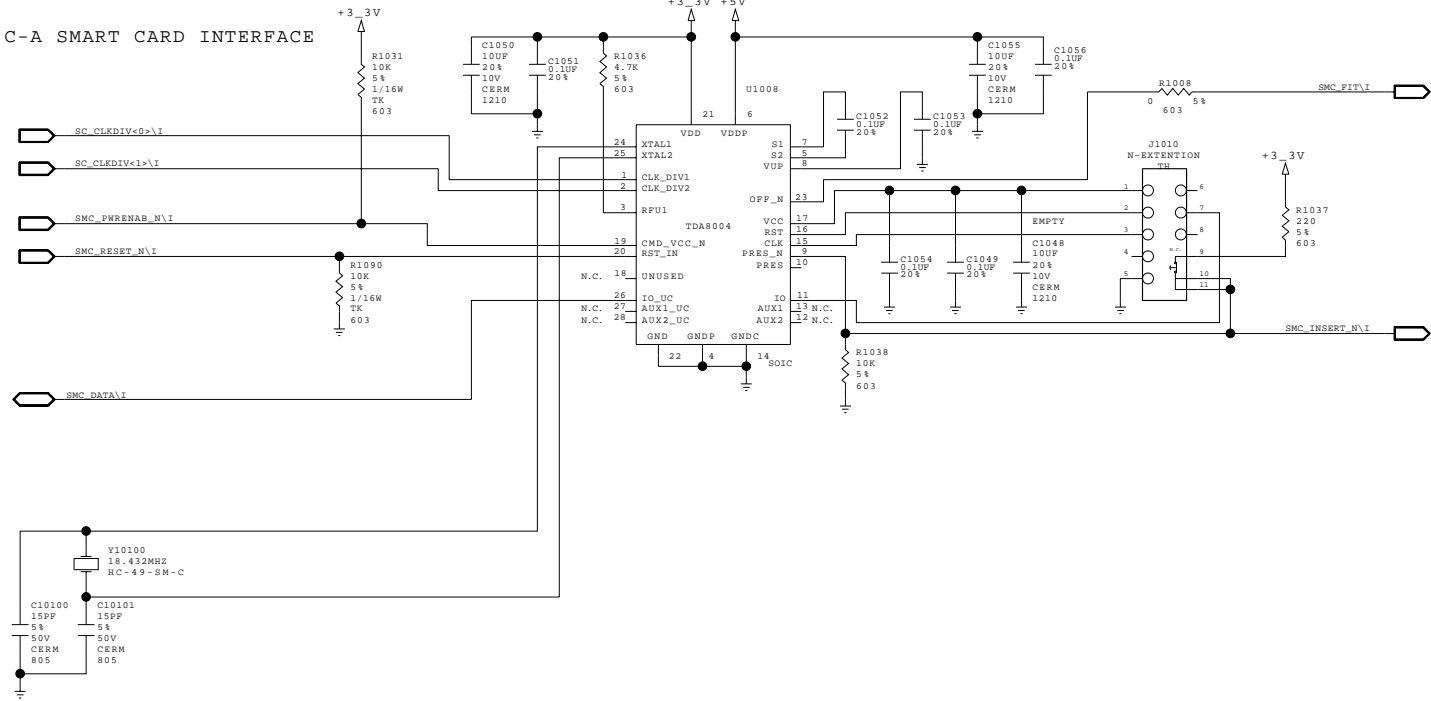 +3_3V
+3_3V +5V
C-A SMART CARD INTERFACE
R1031
10K
5%
1/16W
TK
603
C1050
10UF
20%
10V
CERM
1210
C1051
0.1UF
20%
R1036
4.7K
5%
603
C1055
10UF
20%
10V
CERM
1210
C1056
0.1UF
20%
U1008
R1008
0 5%
603
SMC_FIT\I
SC_CLKDIV<0>\I
SC_CLKDIV<1>\I
SMC_PWRENAB_N\I
SMC_RESET_N\I
SMC_DATA\I
C1052
0.1UF
20%
C1053
0.1UF
20%
21 6
VDD VDDP
24 XTAL1
25 XTAL2
1 CLK_DIV1
2 CLK_DIV2
3 RFU1
TDA8004
19 CMD_VCC_N
20 RST_IN
N.C. 18 UNUSED
26 IO_UC
N.C. 27 AUX1_UC
N.C. 28 AUX2_UC
S1 7
S2 5
VUP 8
OFF_N 23
VCC 17
RST 16
CLK 15
PRES_N 9
PRES 10
IO 11
AUX1 13 N.C.
AUX2 12 N.C.
GND GNDP GNDC
22 4 14
SOIC
R1090
10K
5%
1/16W
TK
603
C1054
0.1UF
20%
C1049
0.1UF
20%
EMPTY
C1048
10UF
20%
10V
CERM
1210
J1010
N-EXTENTION
TH
1 6
2 7
3 8
N.C.
4 9
5 10
11
+3_3V
R1037
220
5%
603
SMC_INSERT_N\I
R1038
10K
5%
603
Y10100
18.432MHZ
HC-49-SM-C
C10100
15PF
5%
50V
CERM
805
C10101
15PF
5%
50V
CERM
805